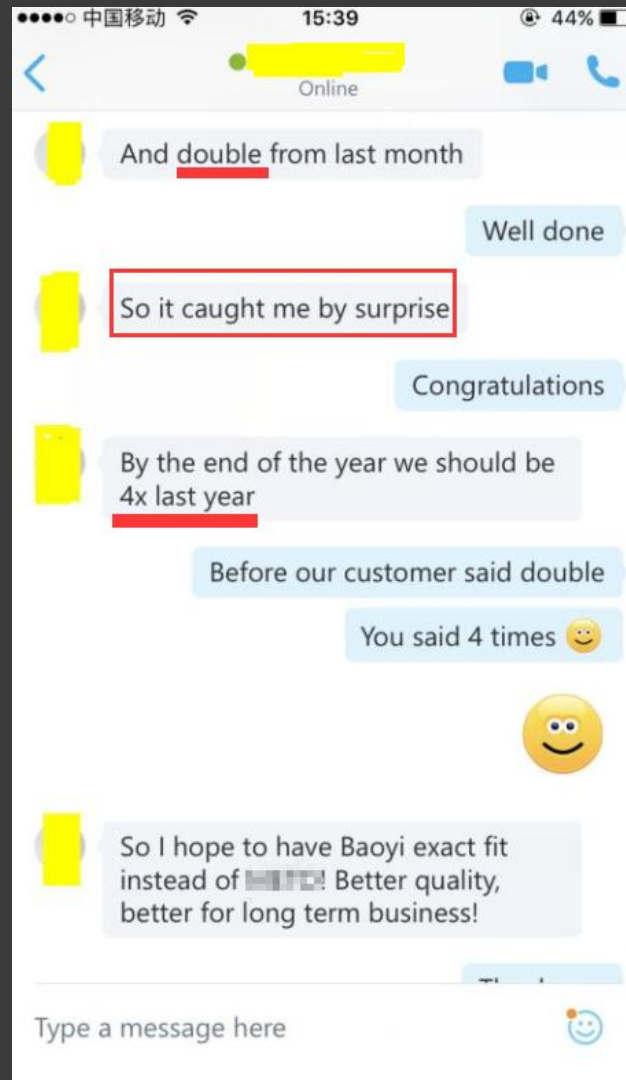 中国移动 15:39 44%
Online
And double from last month
Well done
So it caught me by surprise
Congratulations
By the end of the year we should be
4x last year
Before our customer said double
You said 4 times
So I hope to have Baoyi exact fit
instead of ! Better quality,
better for long term business!
Type a message here